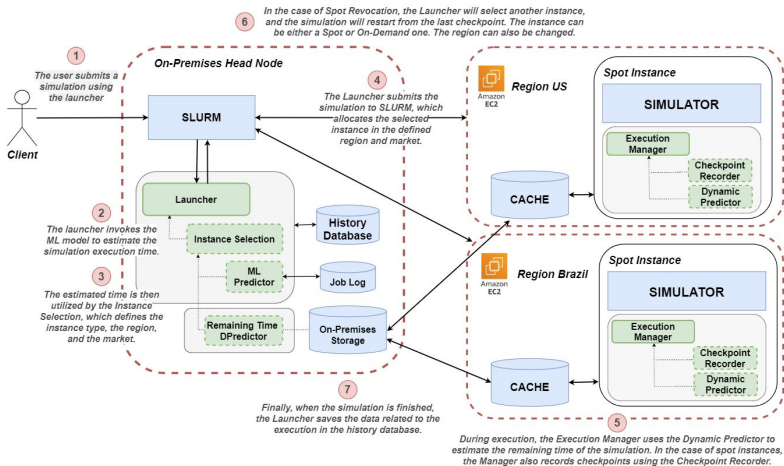 6
In the case of Spot Revocation, the Launcher will select another instance,
and the simulation will restart from the last checkpoint. The instance can
be either a Spot or On-Demand one. The region can also be changed.
1
The user submits a
simulation using
the launcher
Client
On-Premises Head Node
SLURM
4
The Launcher submits the
simulation to SLURM, which
allocates the selected
instance in the defined
region and market.
Launcher
2
The launcher invokes the
ML model to estimate the
simulation execution time.
Instance Selection
History
Database
3
The estimated time is then
utilized by the Instance
Selection, which defines the
instance type, the region,
and the market.
ML
Predictor
Job Log
Remaining Time
DPredictor
On-Premises
Storage
7
Finally, when the simulation is finished,
the Launcher saves the data related to the
execution in the history database.
Amazon
EC2
Region US
Spot Instance
SIMULATOR
Execution
Manager
Checkpoint
Recorder
Dynamic
Predictor
CACHE
Amazon
EC2
Region Brazil
Spot Instance
SIMULATOR
Execution
Manager
Checkpoint
Recorder
Dynamic
Predictor
CACHE
5
During execution, the Execution Manager uses the Dynamic Predictor to
estimate the remaining time of the simulation. In the case of spot instances,
the Manager also records checkpoints using the Checkpoint Recorder.